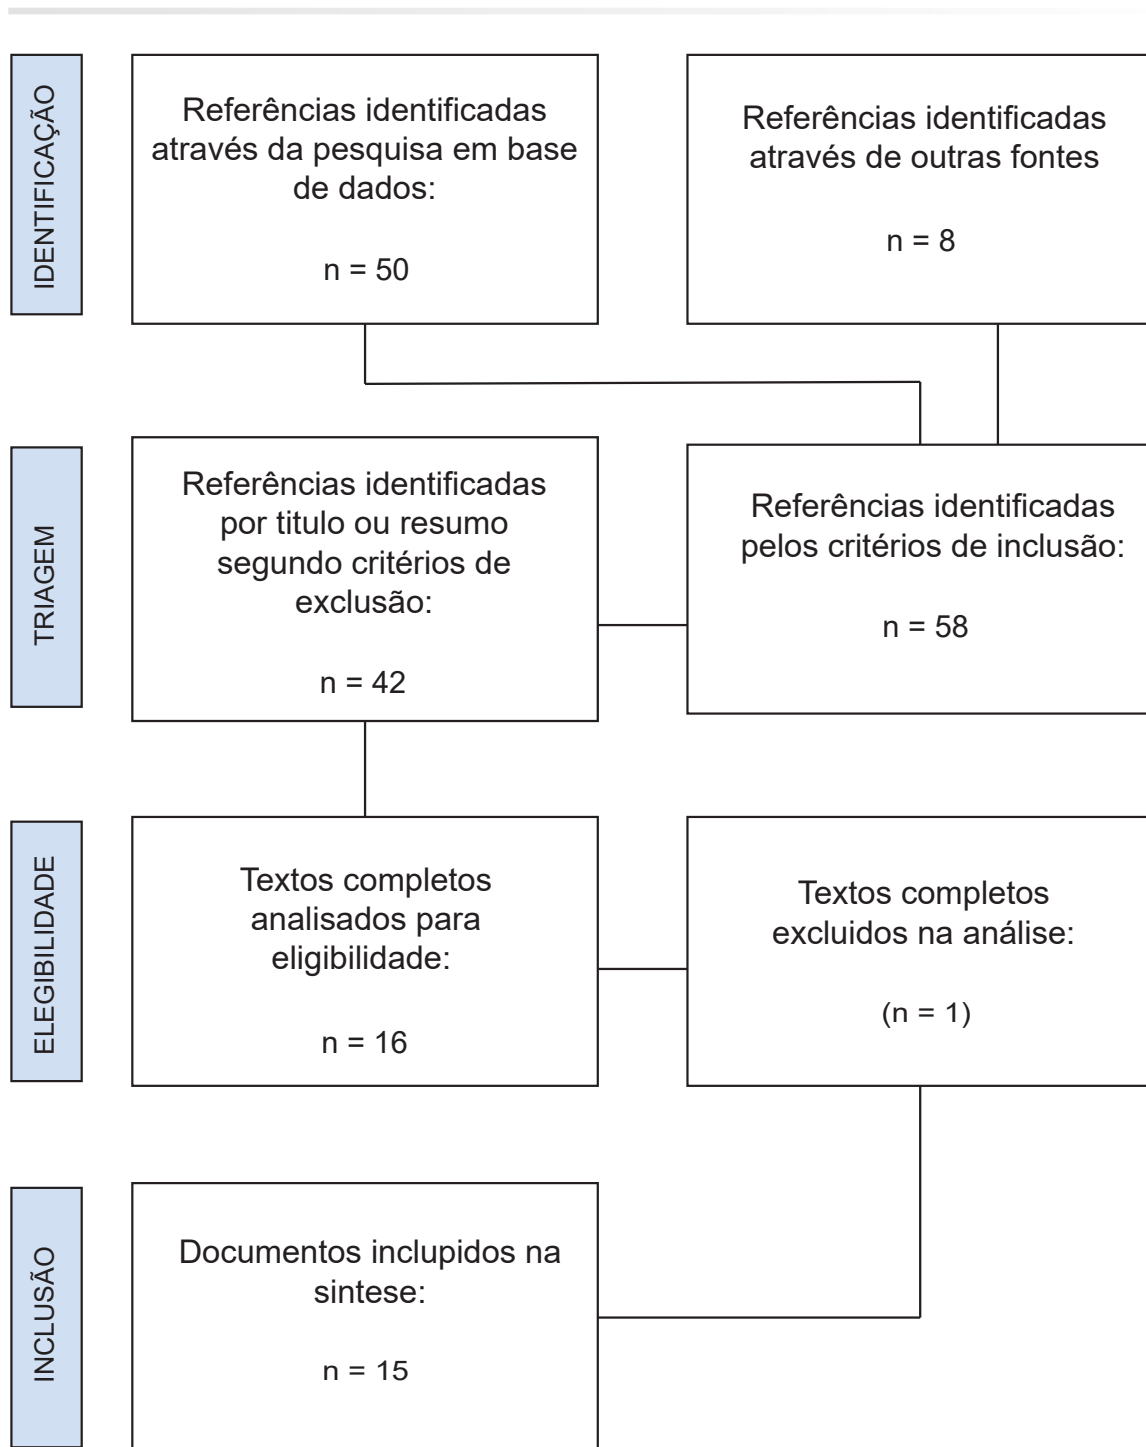 IDENTIFICAÇÃO
Referências identificadas
através da pesquisa em base
de dados:
n = 50
Referências identificadas
através de outras fontes
n = 8
TRIAGEM
Referências identificadas
por titulo ou resumo
segundo critérios de
exclusão:
n = 42
Referências identificadas
pelos critérios de inclusão:
n = 58
ELEGIBILIDADE
Textos completos
analisados para
eligibilidade:
n = 16
Textos completos
excluidos na análise:
(n = 1)
INCLUSÃO
Documentos inclupidos na
sintese:
n = 15